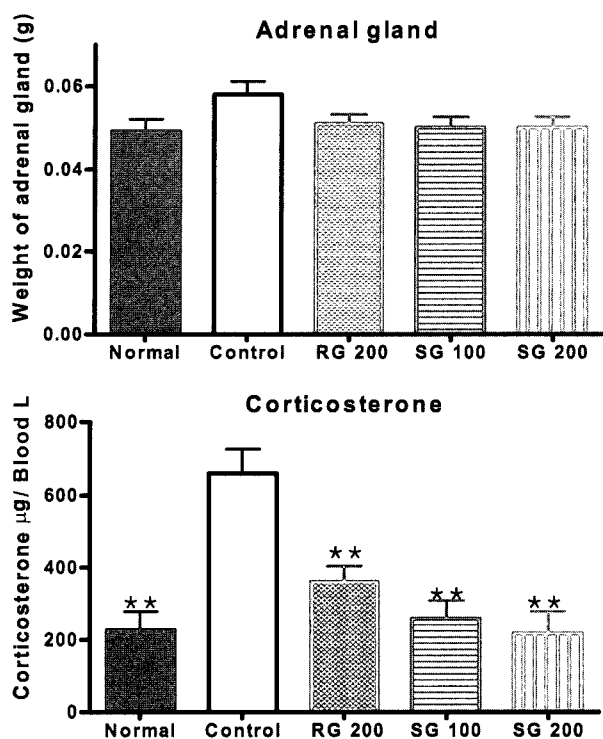 Adrenal gland
Weight of adrenal gland (g)
0.06
0.04
0.02
0.00
Normal Control RG 200 SG 100 SG 200
Corticosterone
Corticosterone µg/ Blood L
800
600
400
200
0
** ** ** **
Normal Control RG 200 SG 100 SG 200